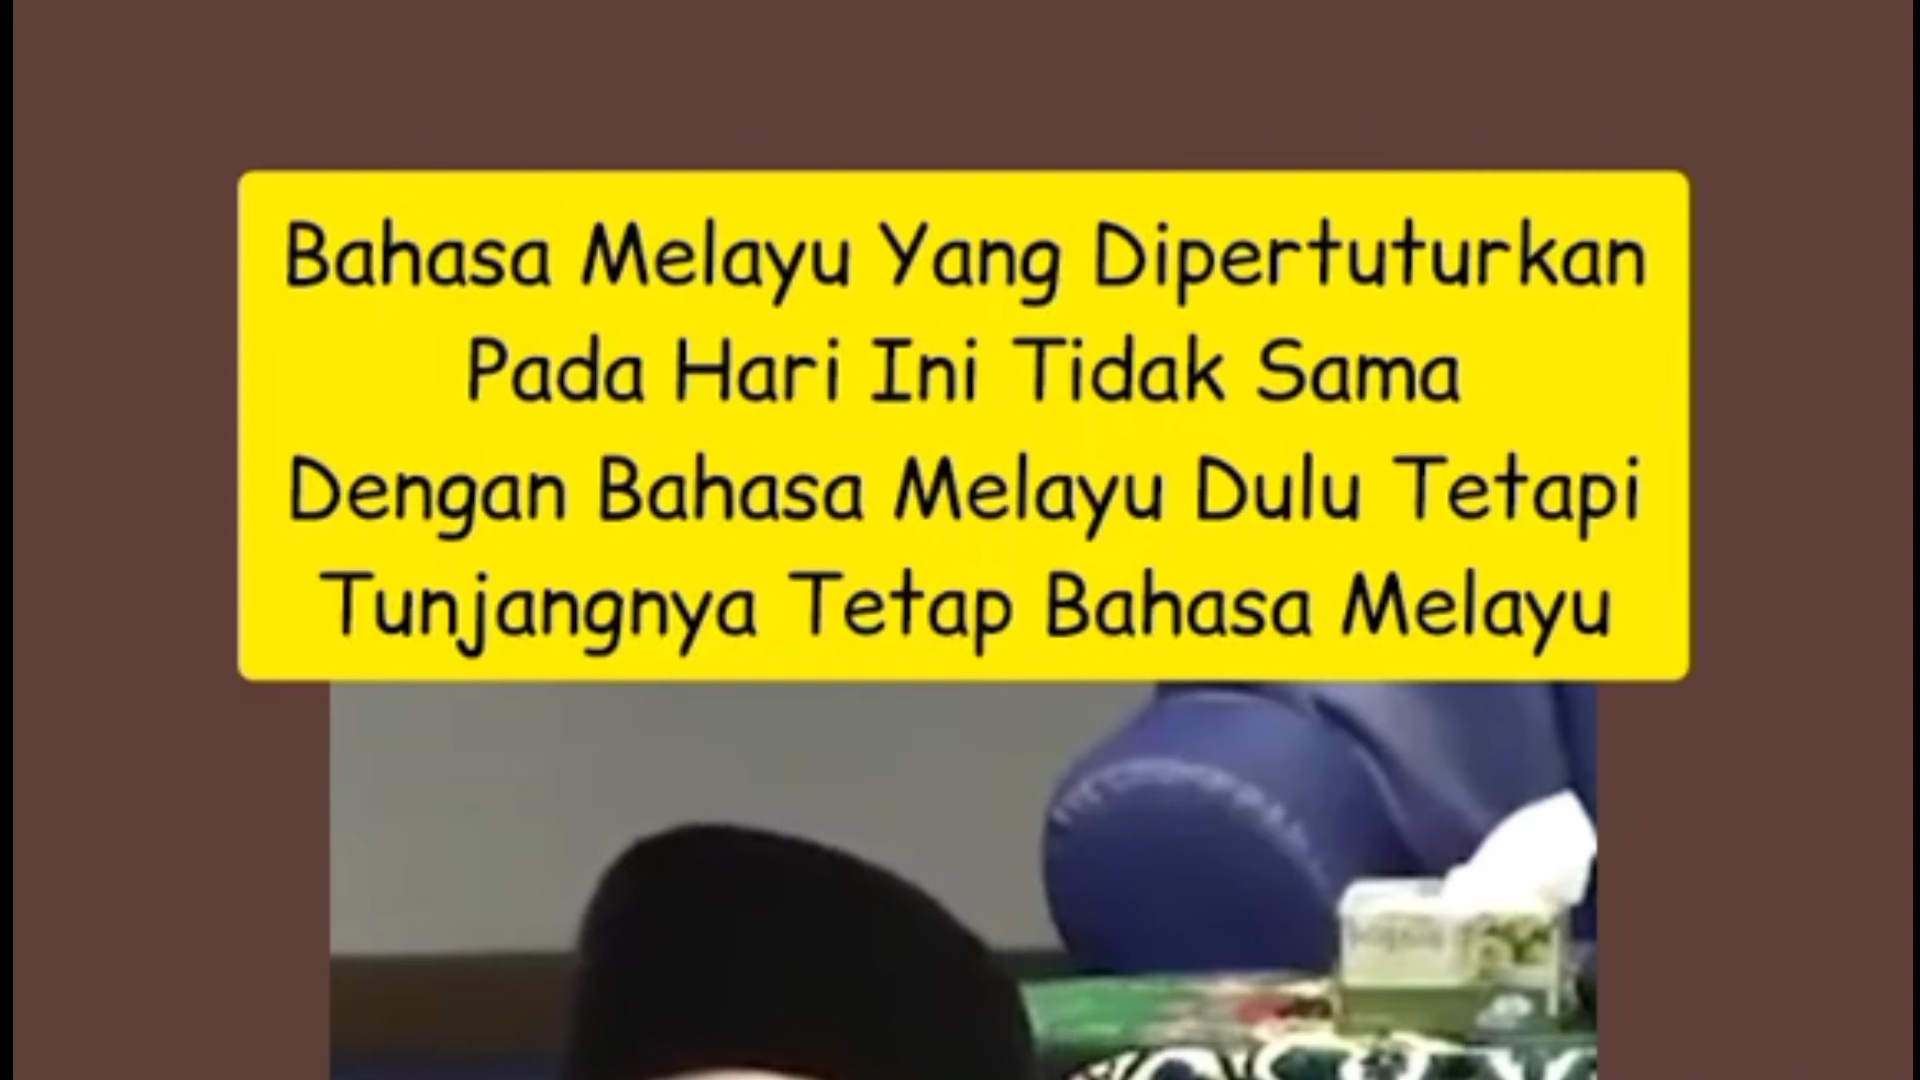 Bahasa Melayu Yang Dipertuturkan
Pada Hari Ini Tidak Sama
Dengan Bahasa Melayu Dulu Tetapi
Tunjangnya Tetap Bahasa Melayu